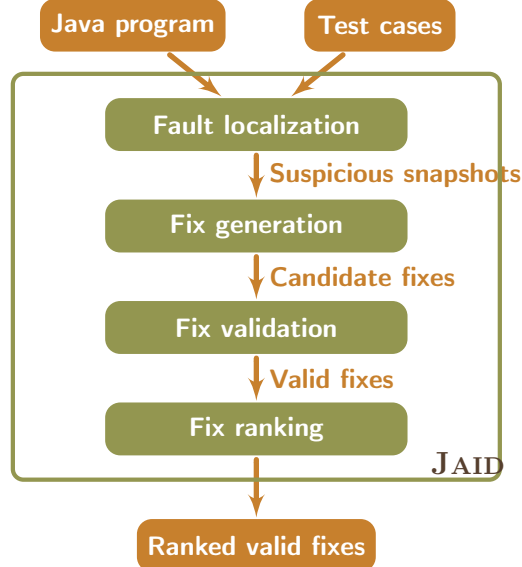 Java program
Test cases
Fault localization
Suspicious snapshots
Fix generation
Candidate fixes
Fix validation
Valid fixes
Fix ranking
JAID
Ranked valid fixes